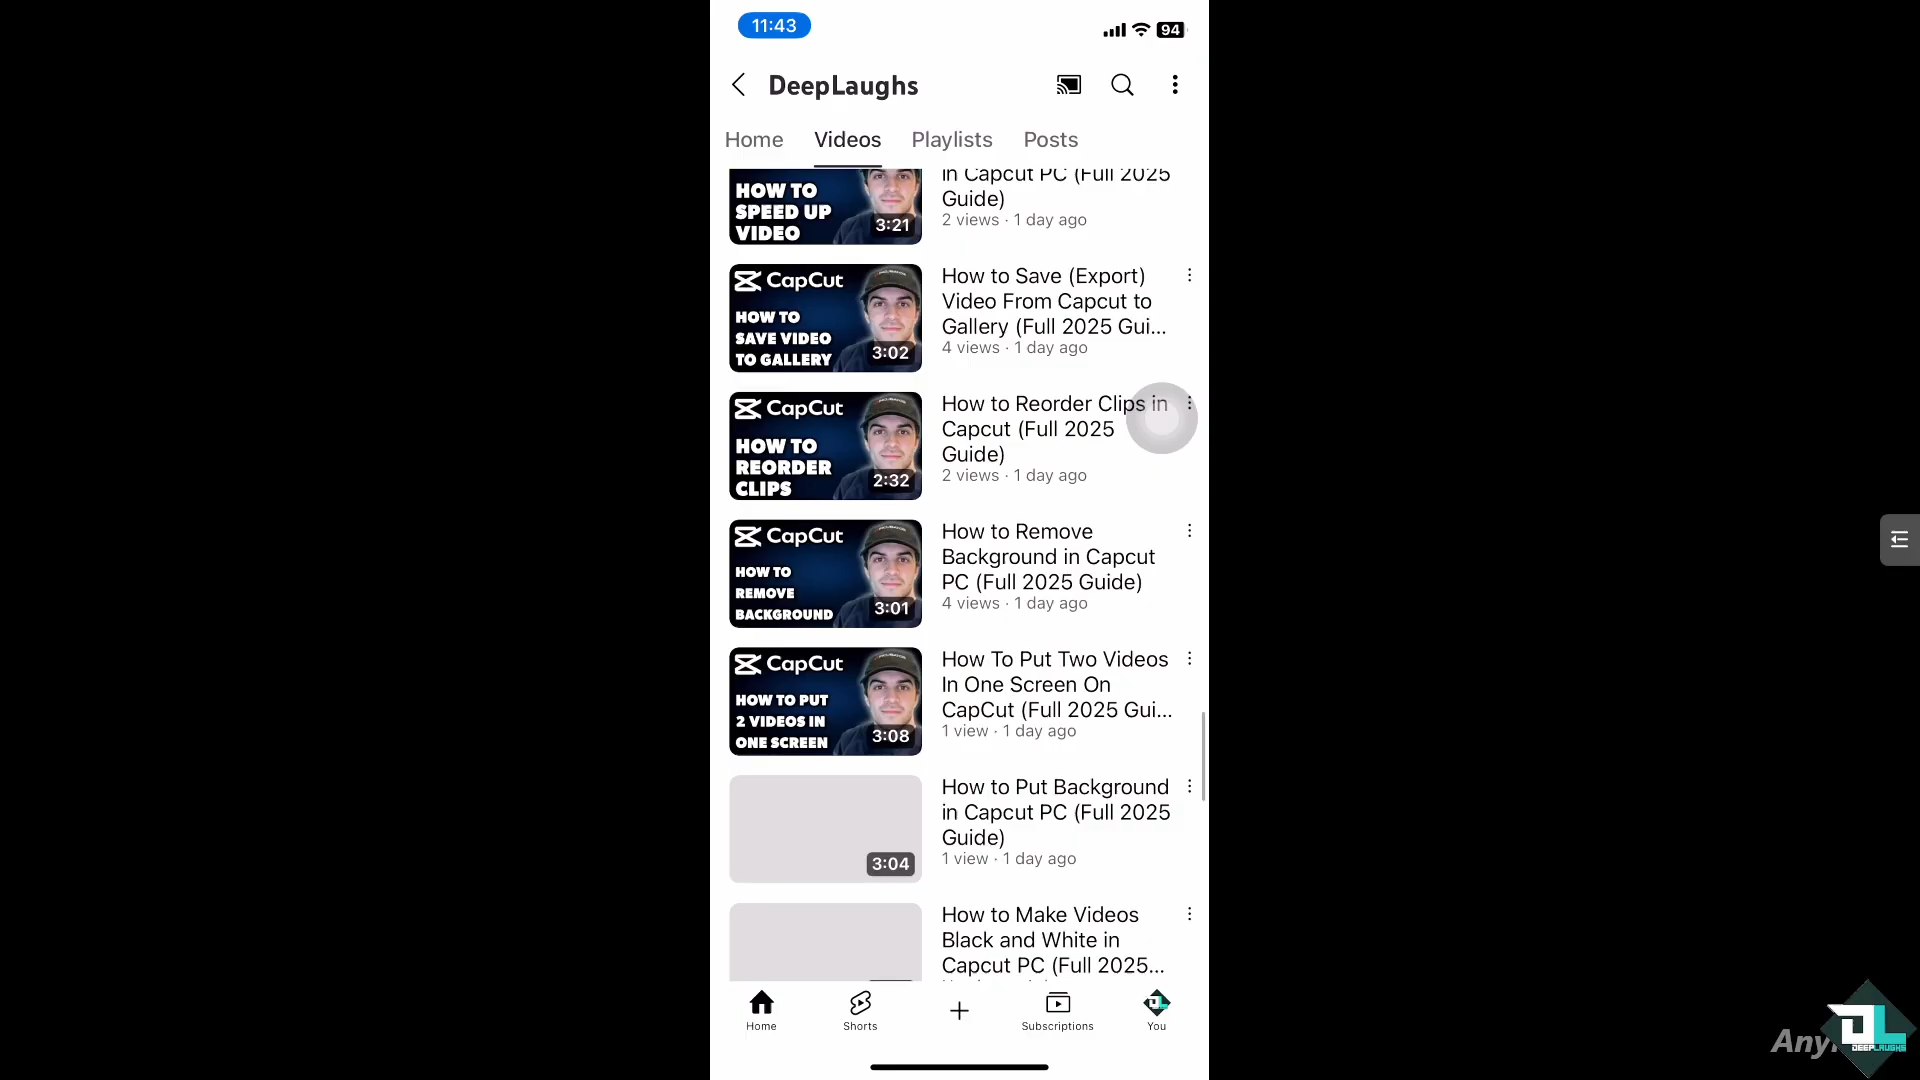 11:43
94
DeepLaughs
Home
Videos
Playlists
Posts
HOW TO
SPEED UP
VIDEO
3:21
in Capcut PC (Full 2025
Guide)
2 views · 1 day ago
CapCut
HOW TO
SAVE VIDEO
TO GALLERY
3:02
How to Save (Export)
Video From Capcut to
Gallery (Full 2025 Gui...
4 views · 1 day ago
CapCut
HOW TO
REORDER
CLIPS
2:32
How to Reorder Clips in
Capcut (Full 2025
Guide)
2 views · 1 day ago
CapCut
HOW TO
REMOVE
BACKGROUND
3:01
How to Remove
Background in Capcut
PC (Full 2025 Guide)
4 views · 1 day ago
CapCut
HOW TO PUT
2 VIDEOS IN
ONE SCREEN
3:08
How To Put Two Videos
In One Screen On
CapCut (Full 2025 Gui...
1 view · 1 day ago
3:04
How to Put Background
in Capcut PC (Full 2025
Guide)
1 view · 1 day ago
How to Make Videos
Black and White in
Capcut PC (Full 2025...
Home
Shorts
Subscriptions
You
DL
DEEPLAUGHS